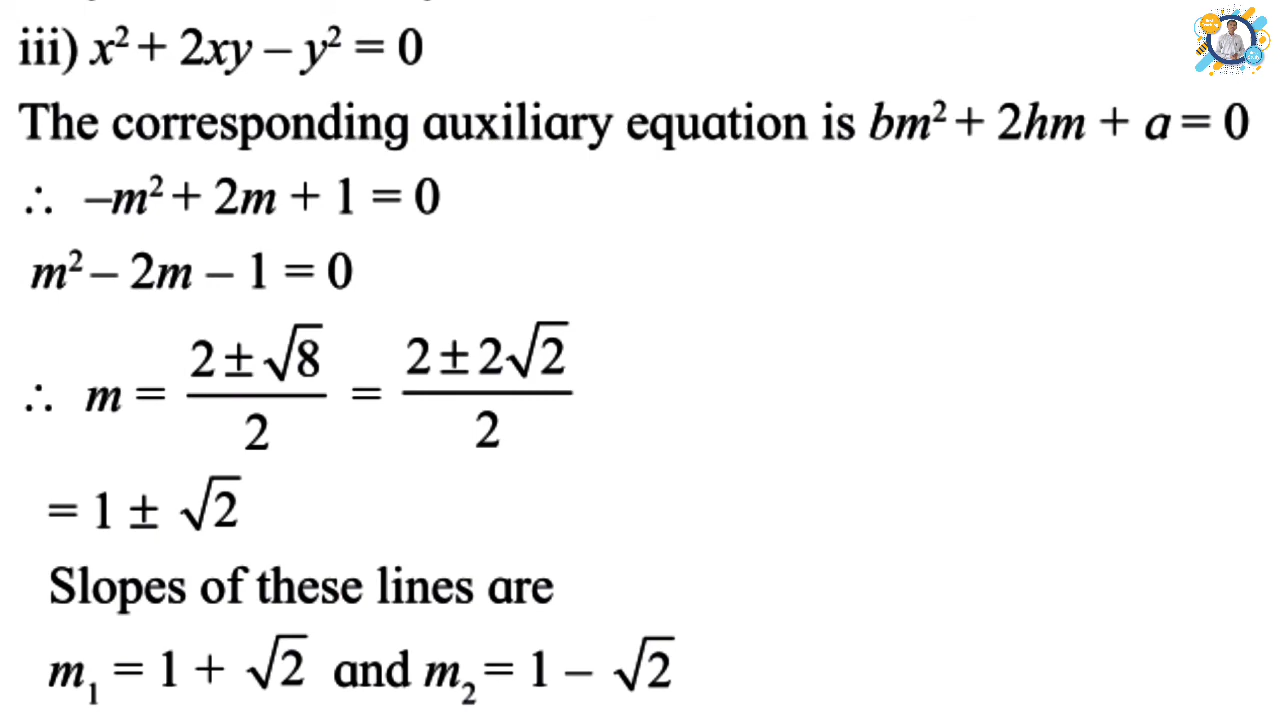 iii) x² + 2xy – y² = 0
The corresponding auxiliary equation is bm² + 2hm + a = 0
∴ –m² + 2m + 1 = 0
m² – 2m – 1 = 0
∴ m = (2 ± √8)/2 = (2 ± 2√2)/2
= 1 ± √2
Slopes of these lines are
m₁ = 1 + √2 and m₂ = 1 – √2